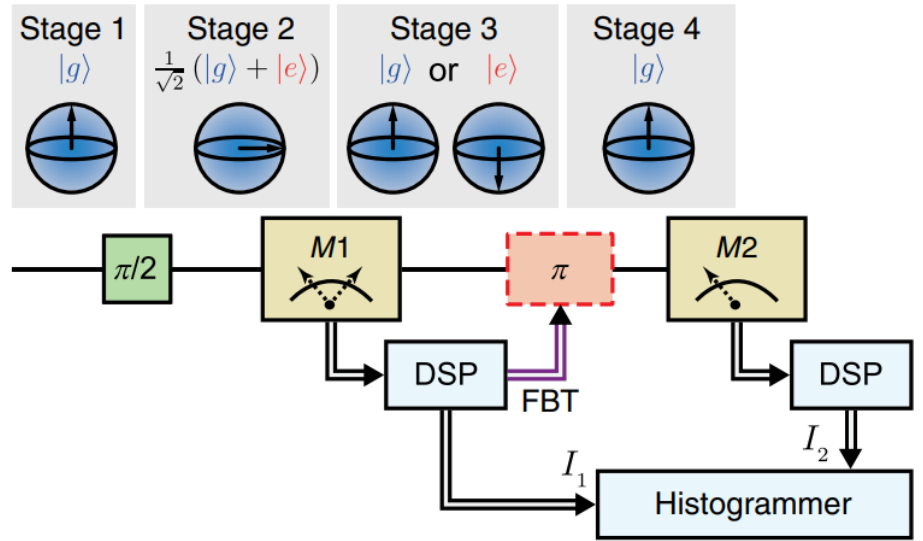 Stage 1
|g⟩
Stage 2
1/√2 (|g⟩ + |e⟩)
Stage 3
|g⟩ or |e⟩
Stage 4
|g⟩
π/2
M1
π
M2
DSP
FBT
DSP
I₁
I₂
Histogrammer